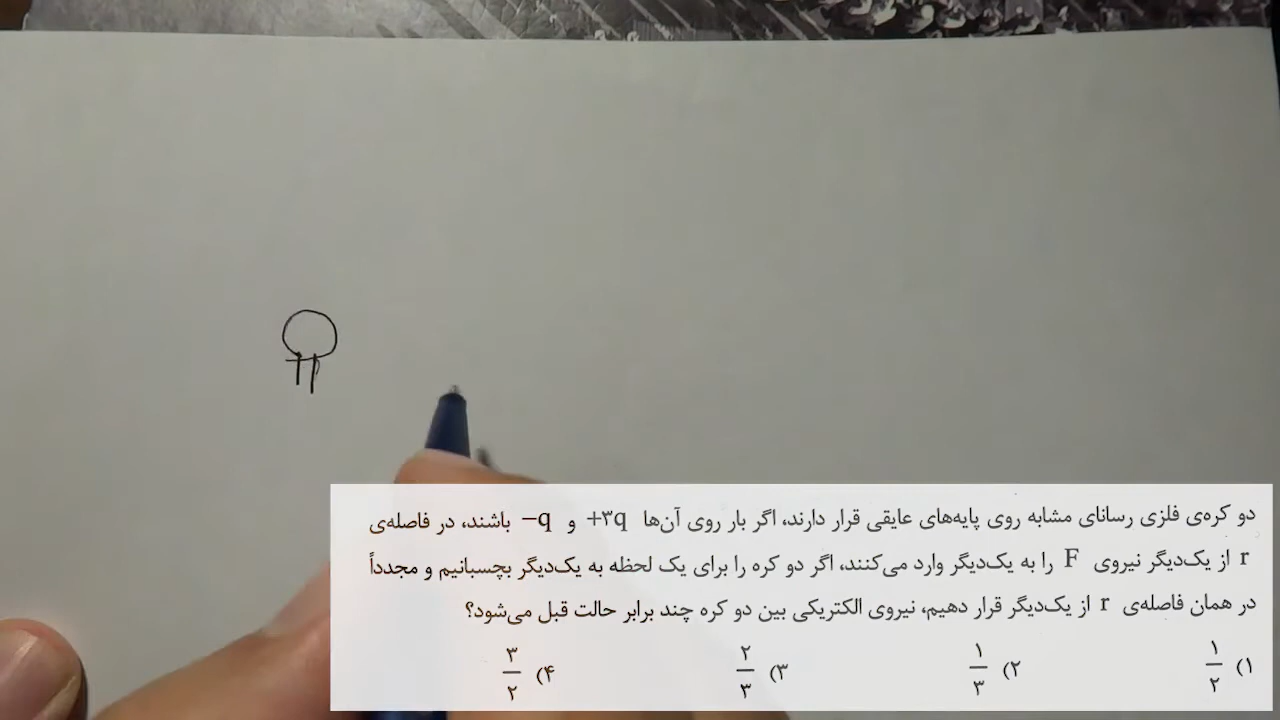 دو کره‌ی فلزی رسانای مشابه روی پایه‌های عایقی قرار دارند، اگر بار روی آن‌ها +۳q و −q باشند، در فاصله‌ی
r از یک‌دیگر نیروی F را به یک‌دیگر وارد می‌کنند، اگر دو کره را برای یک لحظه به یک‌دیگر بچسبانیم و مجدداً
در همان فاصله‌ی r از یک‌دیگر قرار دهیم، نیروی الکتریکی بین دو کره چند برابر حالت قبل می‌شود؟
۱) ۱/۲ ۲) ۱/۳ ۳) ۲/۳ ۴) ۳/۲